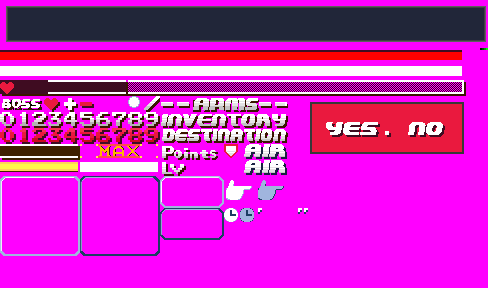 BOSS + - / --ARMS--
0123456789 INVENTORY
0123456789 DESTINATION
MAX Points AIR
LV AIR
YES. NO